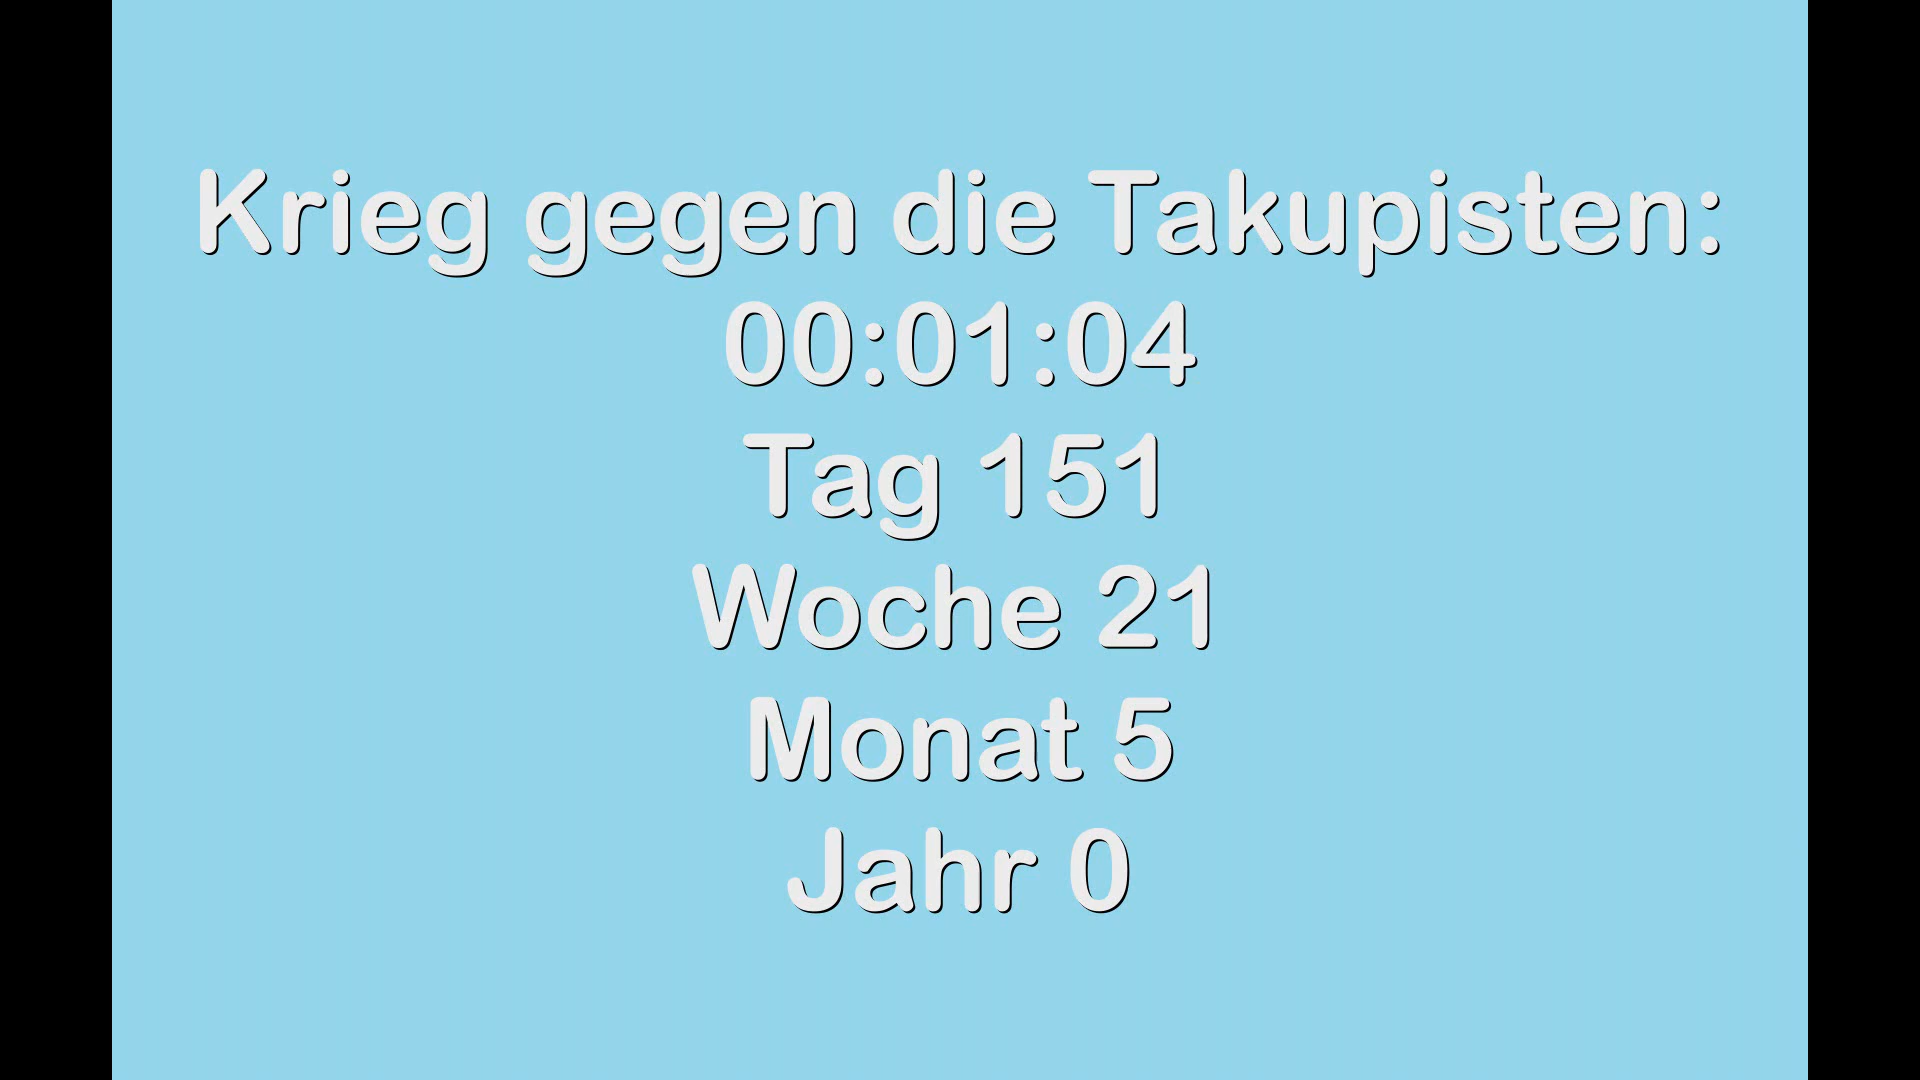 Krieg gegen die Takupisten:
00:01:04
Tag 151
Woche 21
Monat 5
Jahr 0